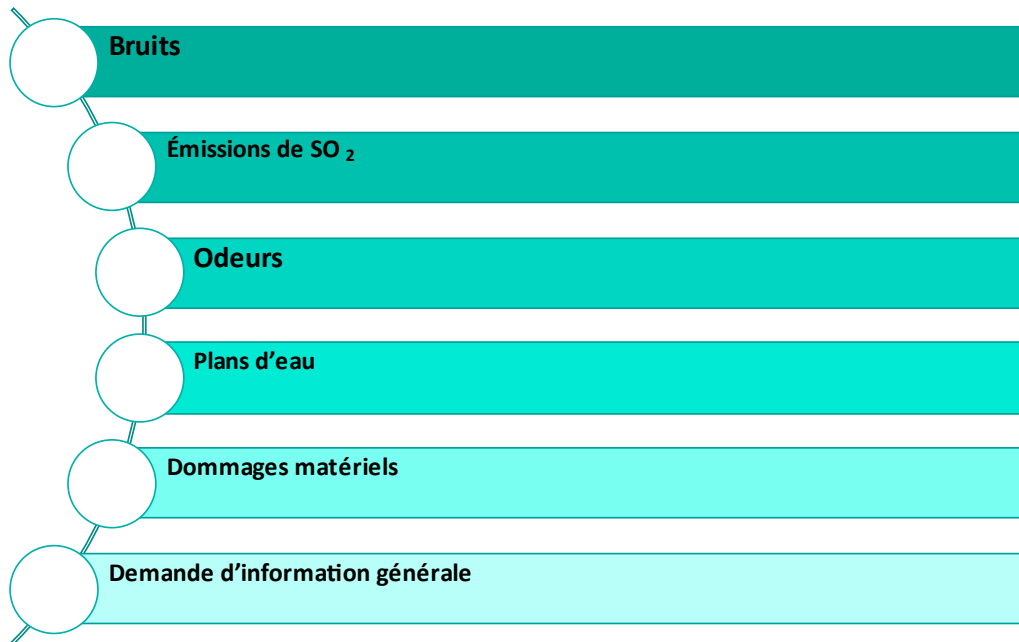 Bruits
Émissions de SO ₂
Odeurs
Plans d’eau
Dommages matériels
Demande d’information générale